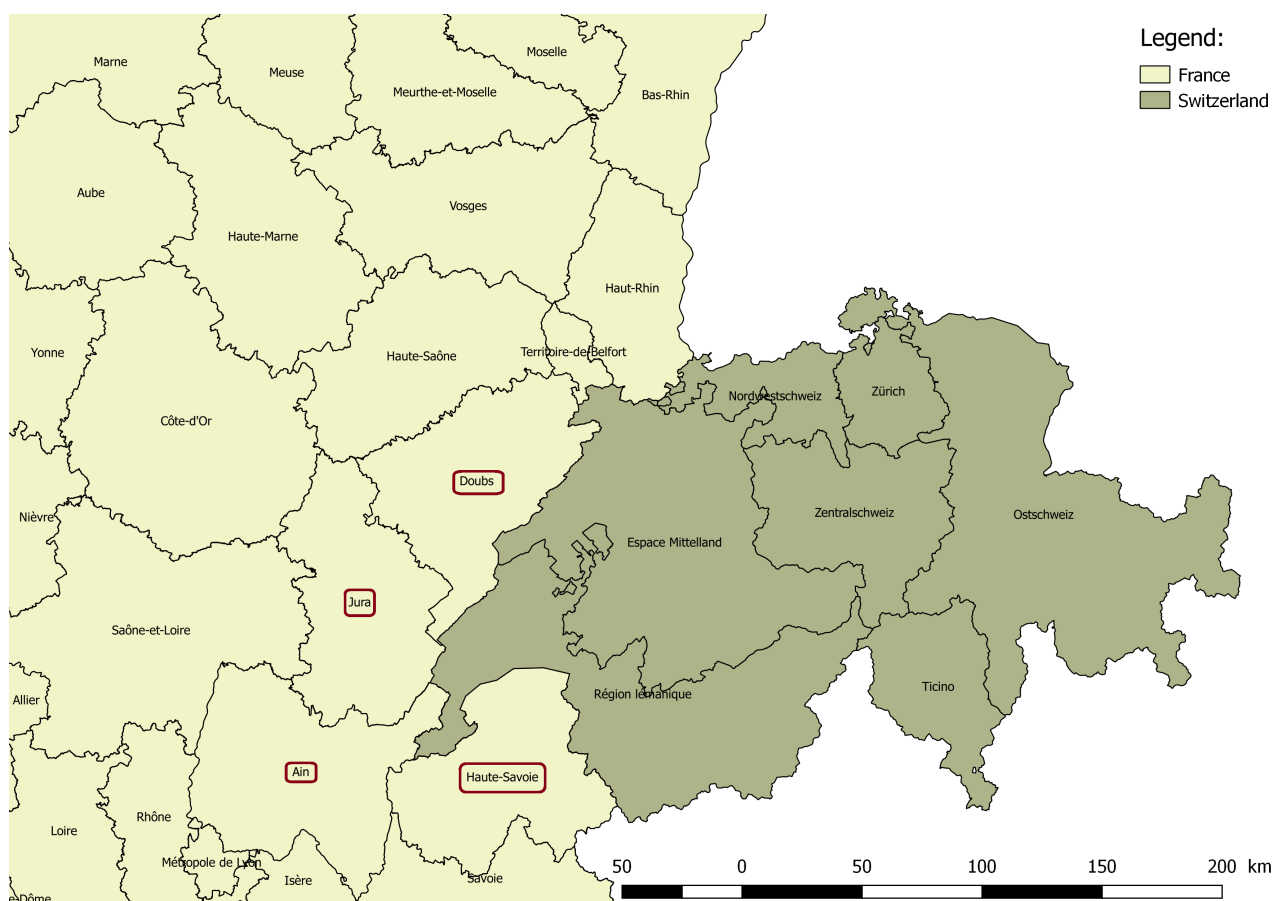 Legend:
France
Switzerland
Marne
Meuse
Moselle
Meurthe-et-Moselle
Bas-Rhin
Aube
Vosges
Haute-Marne
Haut-Rhin
Yonne
Haute-Saône
Territoire-de-Belfort
Nordwestschweiz
Zürich
Côte-d'Or
Doubs
Nièvre
Zentralschweiz
Ostschweiz
Espace Mittelland
Jura
Saône-et-Loire
Allier
Région lémanique
Ticino
Ain
Haute-Savoie
Loire
Rhône
Métropole de Lyon
Isère
Savoie
e-Dôme
50 0 50 100 150 200 km